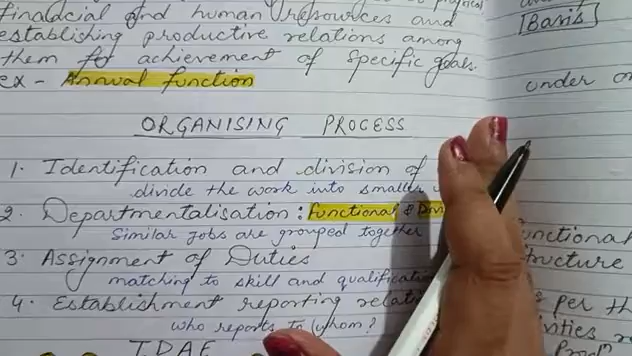 financial and human resources and
establishing productive relations among
them for achievement of specific goals.
ex - Annual function
ORGANISING PROCESS
1. Identification and division of
divide the work into smaller
2. Departmentalisation : functional &
Similar jobs are grouped together
3. Assignment of Duties
matching to skill and
4. Establishment reporting
who reports to whom?
IDAE
Basis
under
Functional
Structure
per the